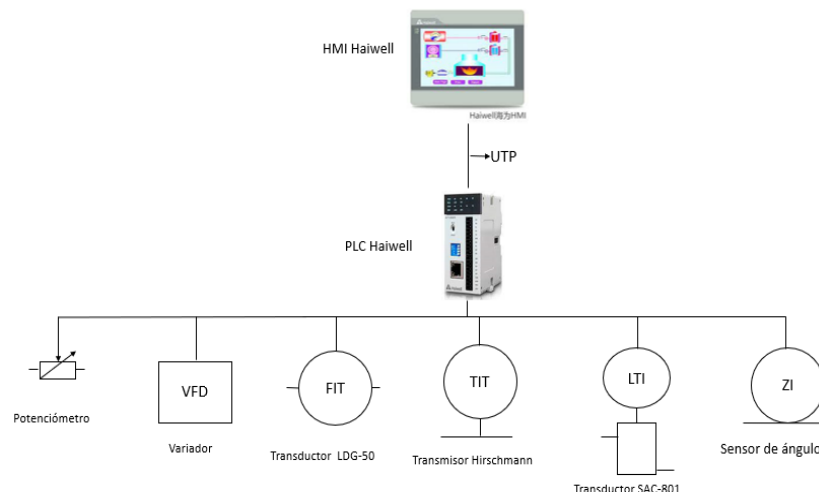 HMI Haiwell
Haiwell海为HMI
UTP
PLC Haiwell
VFD
FIT
TIT
LTI
ZI
Potenciómetro
Variador
Transductor LDG-50
Transmisor Hirschmann
Transductor SAC-801
Sensor de ángulo